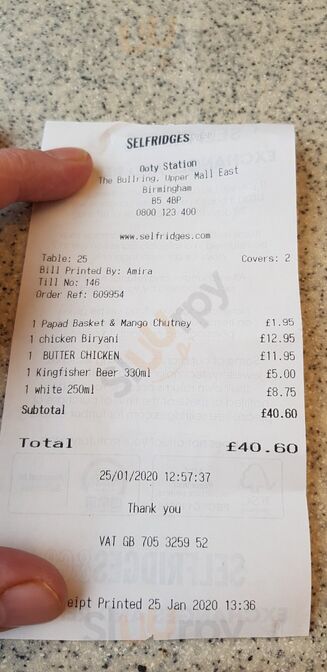 SELFRIDGES
Ooty Station
The Bullring, Upper Mall East
Birmingham
B5 4BP
0800 123 400
www.selfridges.com
Table: 25 Covers: 2
Bill Printed By: Amira
Till No: 146
Order Ref: 609954
1 Papad Basket & Mango Chutney £1.95
1 chicken Biryani £12.95
1 BUTTER CHICKEN £11.95
1 Kingfisher Beer 330ml £5.00
1 white 250ml £8.75
Subtotal £40.60
Total £40.60
25/01/2020 12:57:37
Thank you
VAT GB 705 3259 52
eipt Printed 25 Jan 2020 13:36